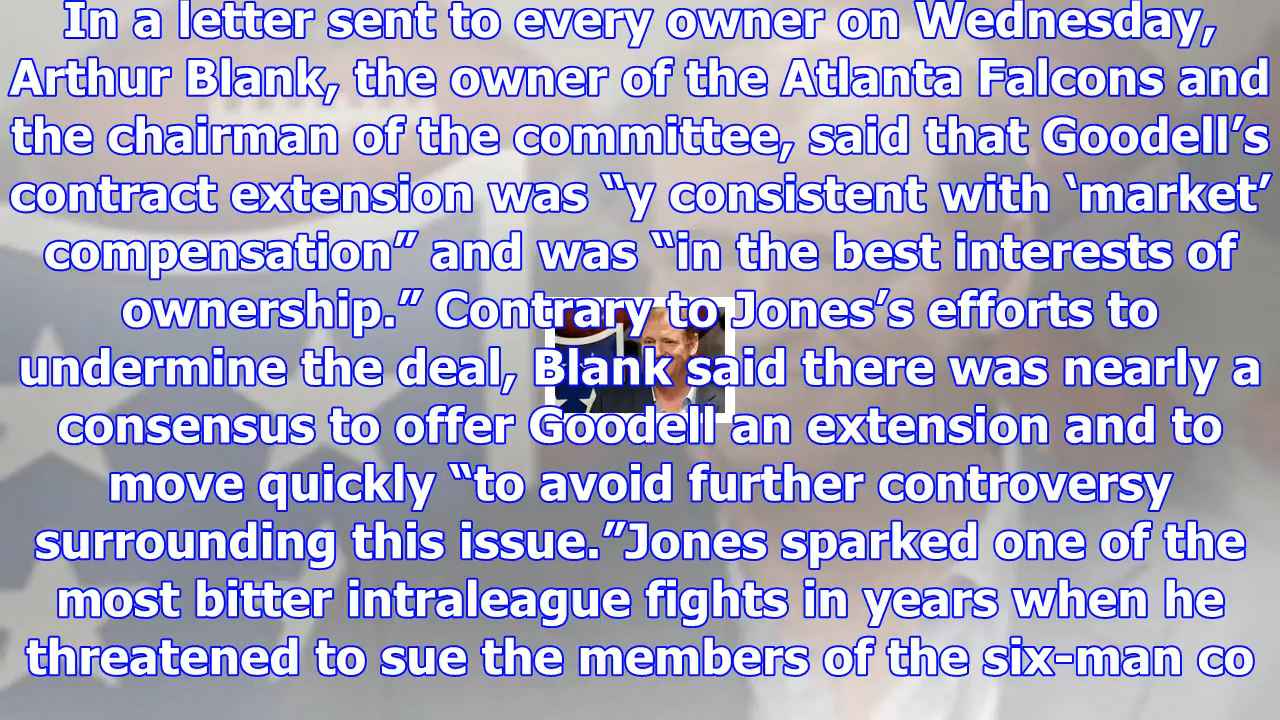 In a letter sent to every owner on Wednesday,
Arthur Blank, the owner of the Atlanta Falcons and
the chairman of the committee, said that Goodell’s
contract extension was “y consistent with ‘market’
compensation” and was “in the best interests of
ownership.” Contrary to Jones’s efforts to
undermine the deal, Blank said there was nearly a
consensus to offer Goodell an extension and to
move quickly “to avoid further controversy
surrounding this issue.”Jones sparked one of the
most bitter intraleague fights in years when he
threatened to sue the members of the six-man co